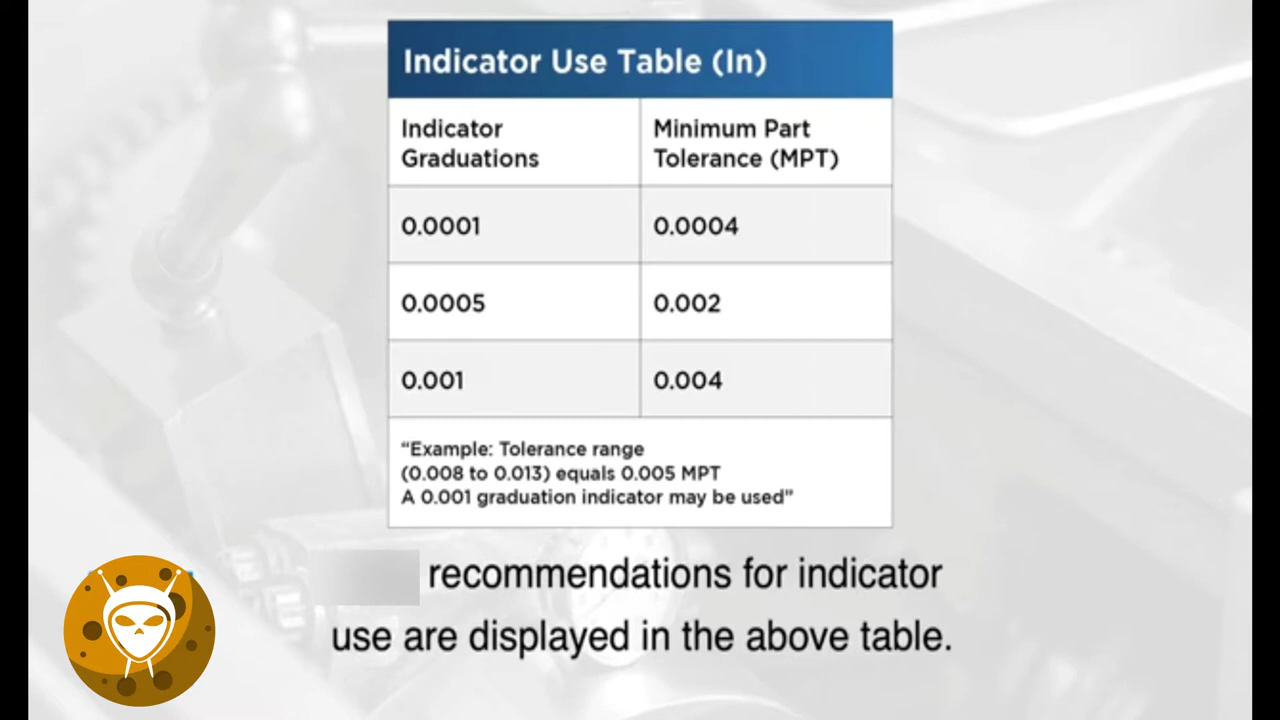 Indicator Use Table (In)
Indicator Graduations
Minimum Part Tolerance (MPT)
0.0001 0.0004
0.0005 0.002
0.001 0.004
“Example: Tolerance range
(0.008 to 0.013) equals 0.005 MPT
A 0.001 graduation indicator may be used”
recommendations for indicator
use are displayed in the above table.